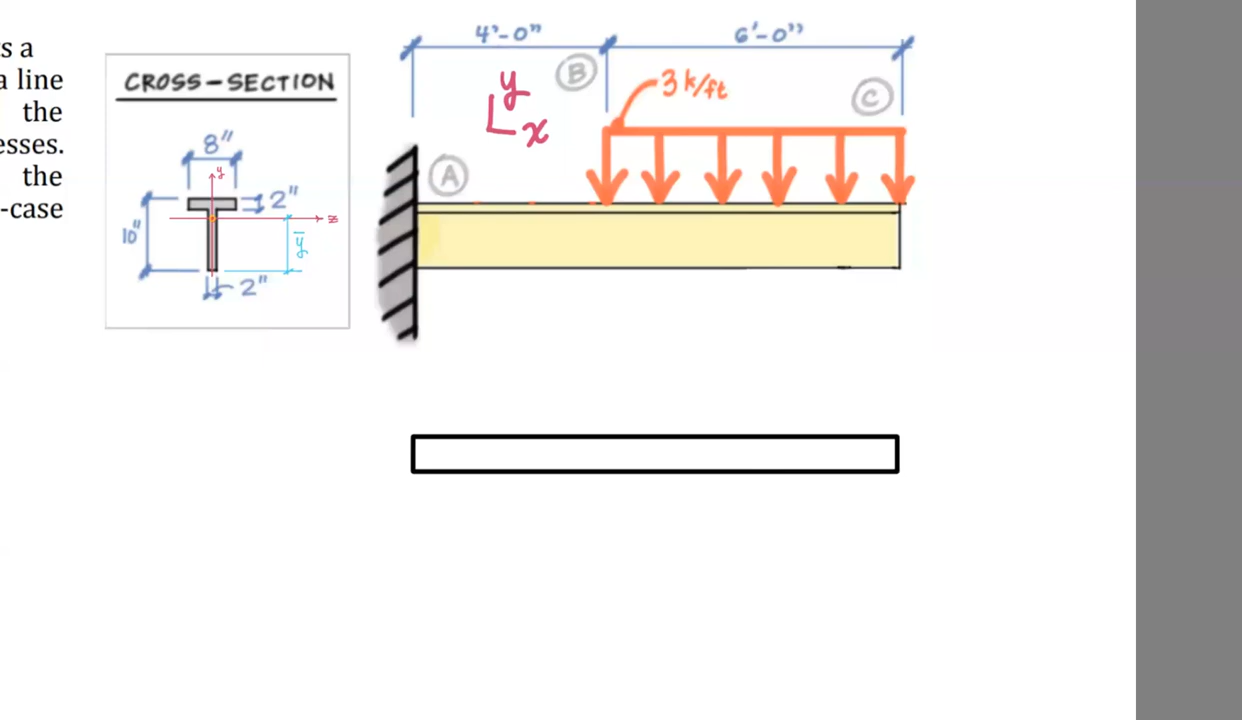 s a
a line
the
esses.
the
-case
CROSS-SECTION
8"
y
2"
z
10"
ȳ
2"
4'-0"
6'-0"
B
3 k/ft
C
y
x
A